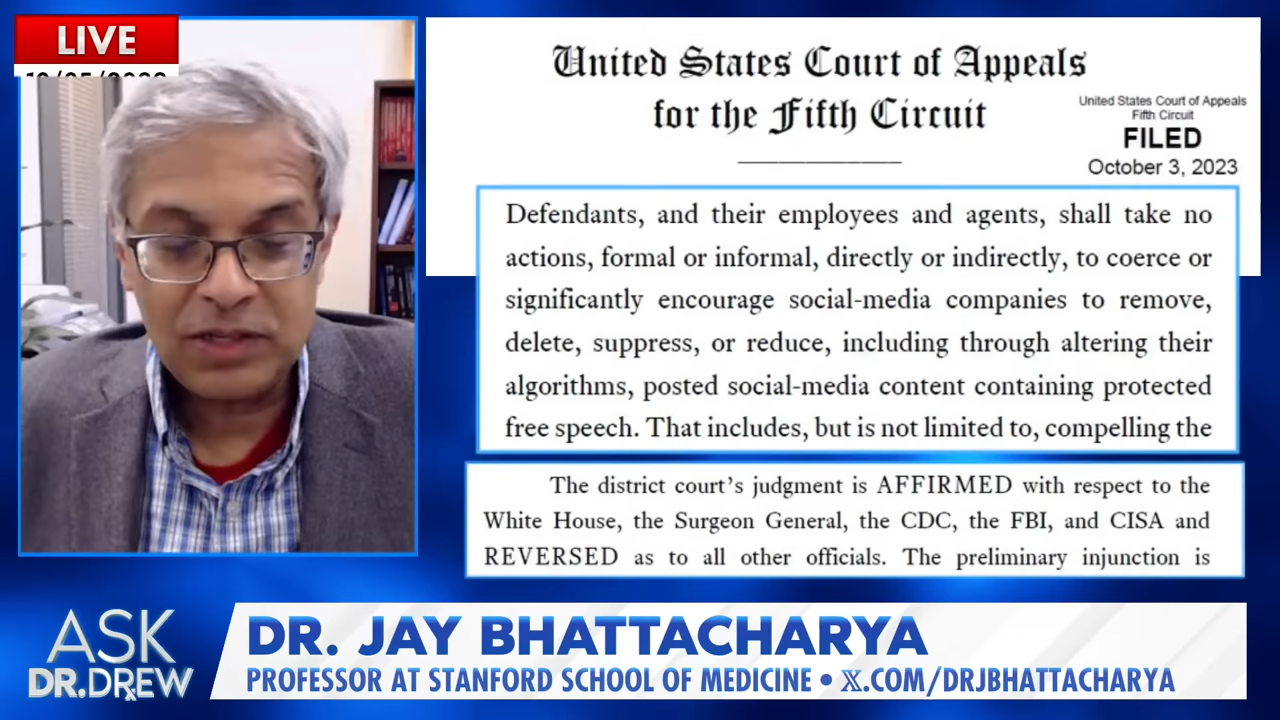 LIVE
United States Court of Appeals
for the Fifth Circuit
United States Court of Appeals
Fifth Circuit
FILED
October 3, 2023
Defendants, and their employees and agents, shall take no
actions, formal or informal, directly or indirectly, to coerce or
significantly encourage social-media companies to remove,
delete, suppress, or reduce, including through altering their
algorithms, posted social-media content containing protected
free speech. That includes, but is not limited to, compelling the
The district court's judgment is AFFIRMED with respect to the
White House, the Surgeon General, the CDC, the FBI, and CISA and
REVERSED as to all other officials. The preliminary injunction is
ASK
DR.DREW
DR. JAY BHATTACHARYA
PROFESSOR AT STANFORD SCHOOL OF MEDICINE • 𝕏.COM/DRJBHATTACHARYA